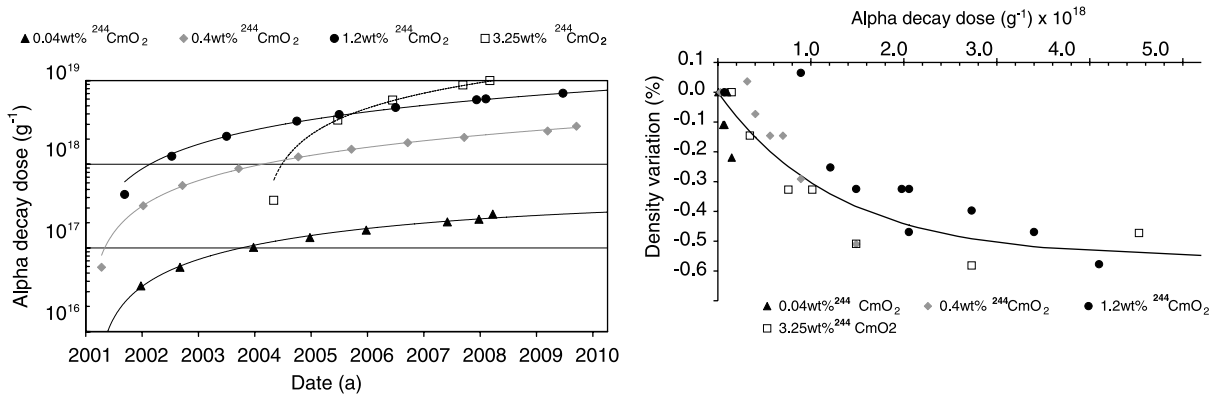 ▲ 0.04wt% ²⁴⁴CmO₂ ◆ 0.4wt% ²⁴⁴CmO₂ ● 1.2wt% ²⁴⁴CmO₂ □ 3.25wt% ²⁴⁴CmO₂
Alpha decay dose (g⁻¹)
10¹⁹
10¹⁸
10¹⁷
10¹⁶
2001 2002 2003 2004 2005 2006 2007 2008 2009 2010
Date (a)
Alpha decay dose (g⁻¹) x 10¹⁸
1.0 2.0 3.0 4.0 5.0
Density variation (%)
0.1
0.0
-0.1
-0.2
-0.3
-0.4
-0.5
-0.6
▲ 0.04wt% ²⁴⁴CmO₂ ◆ 0.4wt% ²⁴⁴CmO₂ ● 1.2wt% ²⁴⁴CmO₂
□ 3.25wt%²⁴⁴ CmO2